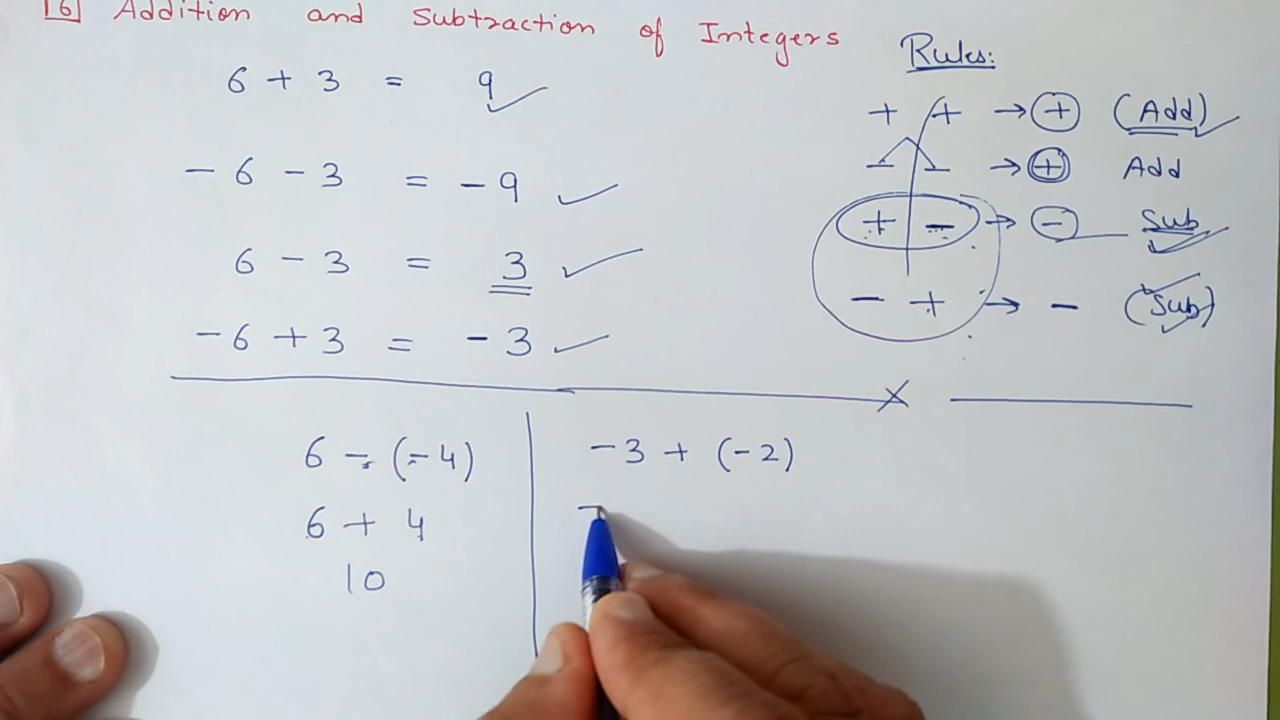 16 Addition and Subtraction of Integers
6 + 3 = 9
- 6 - 3 = - 9
6 - 3 = 3
- 6 + 3 = - 3
Rules:
+ + → + (Add)
- - → + Add
+ - → - Sub
- + → - (Sub)
6 - (-4)
6 + 4
10
- 3 + (-2)
-